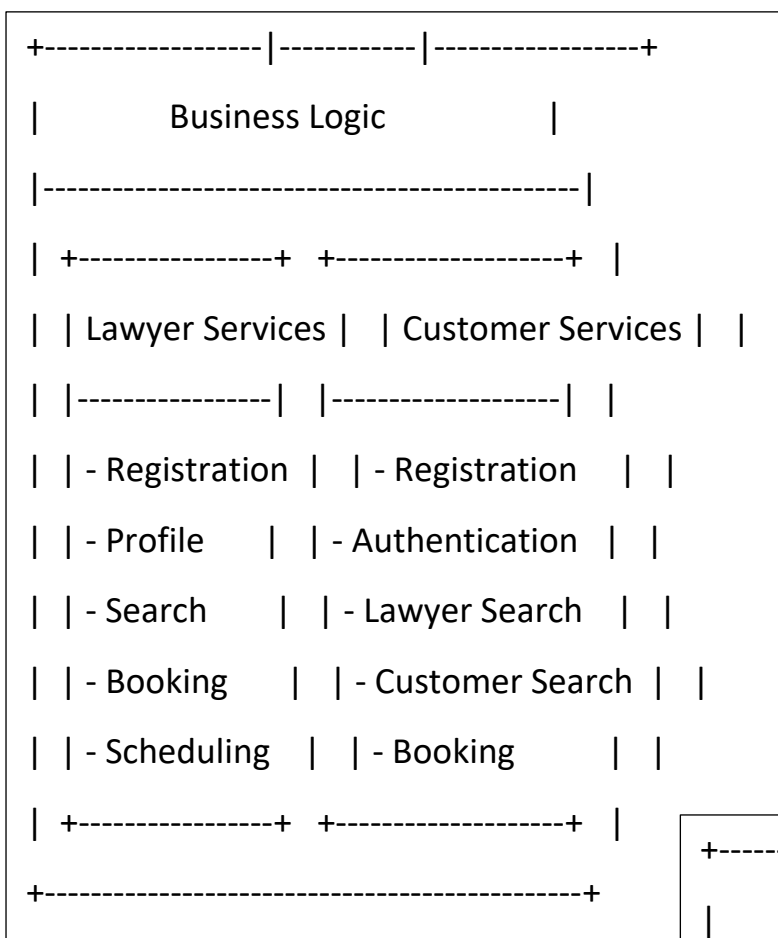 +-------------------|------------|------------------+
|            Business Logic               |
|-----------------------------------------------|
|  +-----------------+   +--------------------+   |
|  | Lawyer Services |   | Customer Services |   |
|  |-----------------|   |--------------------|   |
|  | - Registration  |   | - Registration     |   |
|  | - Profile      |   | - Authentication   |   |
|  | - Search       |   | - Lawyer Search    |   |
|  | - Booking      |   | - Customer Search  |   |
|  | - Scheduling   |   | - Booking         |   |
|  +-----------------+   +--------------------+   |
+-----------------------------------------------+
+------
|